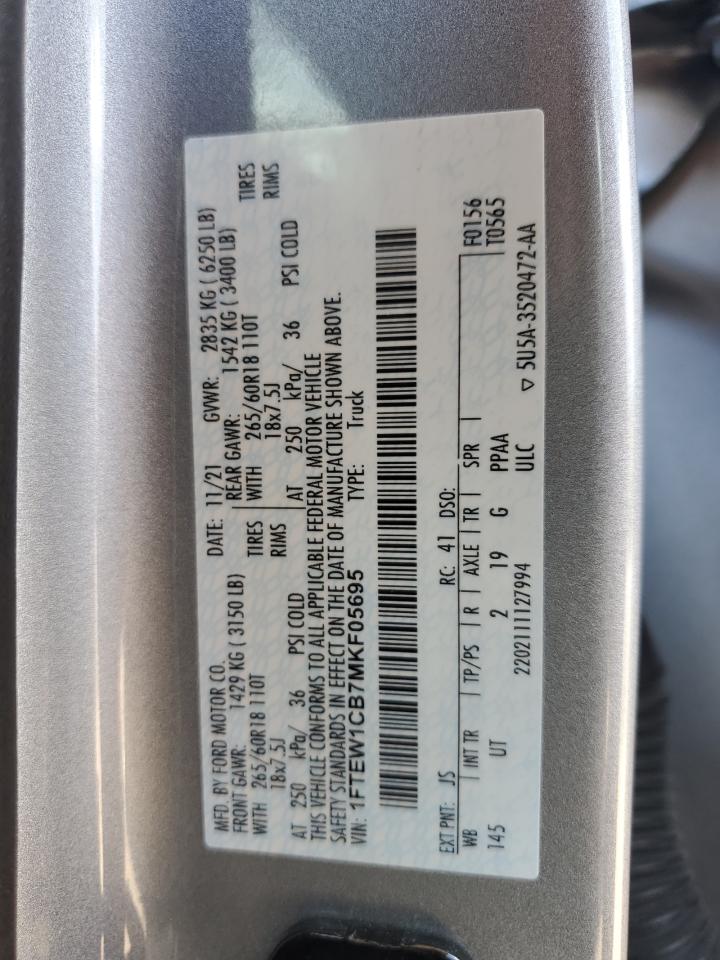 MFD. BY FORD MOTOR CO. DATE: 11/21 GVWR: 2835 KG ( 6250 LB)
FRONT GAWR: 1429 KG ( 3150 LB) REAR GAWR: 1542 KG ( 3400 LB)
WITH 265/60R18 110T TIRES WITH 265/60R18 110T TIRES
18x7.5J RIMS 18x7.5J RIMS
AT 250 kPa/ 36 PSI COLD AT 250 kPa/ 36 PSI COLD
THIS VEHICLE CONFORMS TO ALL APPLICABLE FEDERAL MOTOR VEHICLE
SAFETY STANDARDS IN EFFECT ON THE DATE OF MANUFACTURE SHOWN ABOVE.
VIN: 1FTEW1CB7MKF05695 TYPE: Truck
EXT PNT: JS RC: 41 DSO: F0156
WB INT TR TP/PS R AXLE TR SPR T0565
145 UT 2 19 G PPAA
2202111127994 ULC ▽ 5U5A-3520472-AA